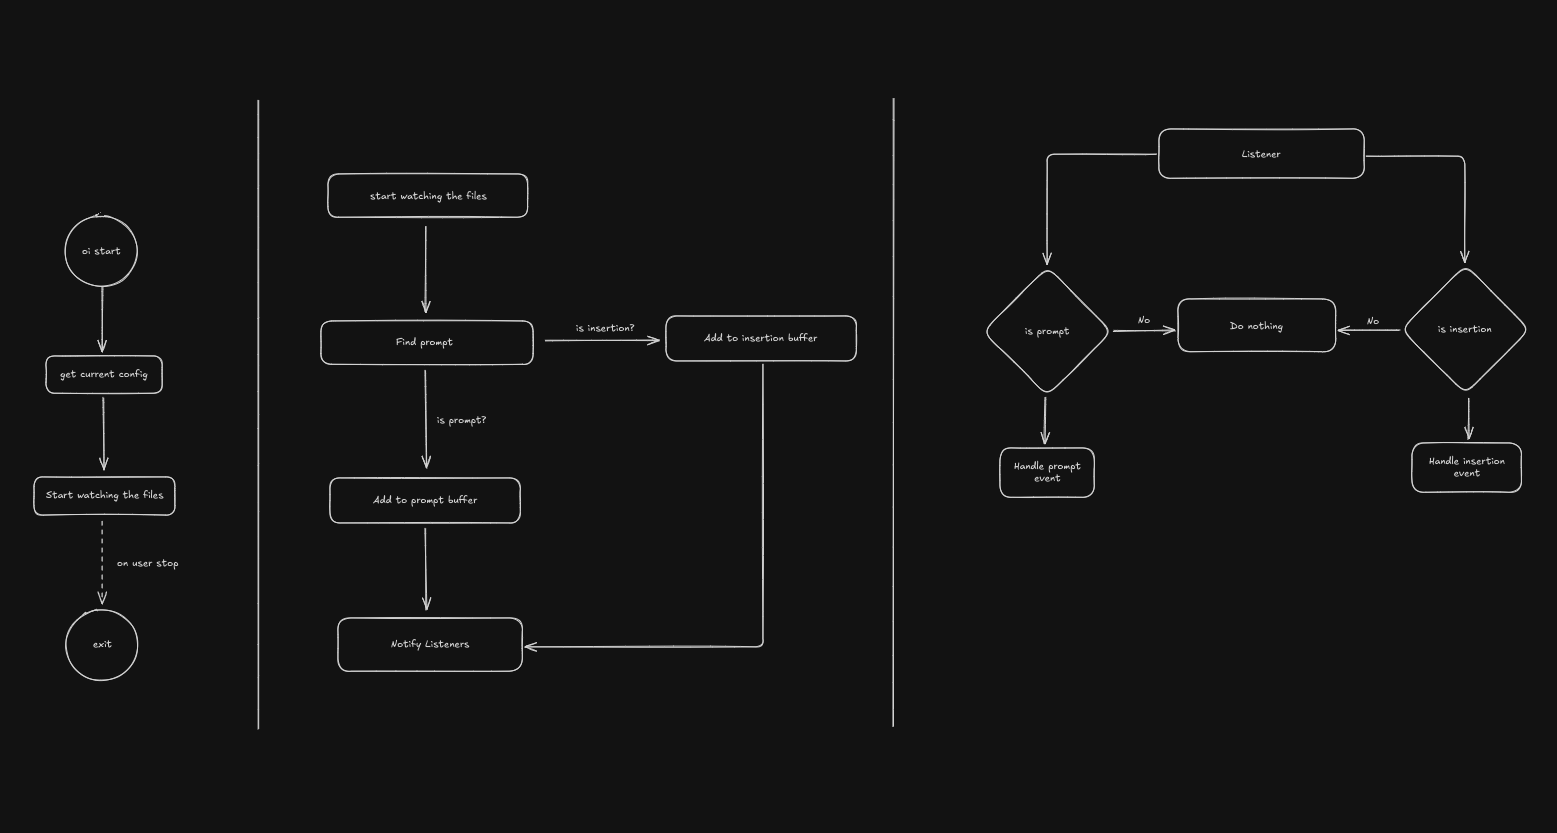 oi start
get current config
Start watching the files
on user stop
exit
start watching the files
Find prompt
is insertion?
Add to insertion buffer
is prompt?
Add to prompt buffer
Notify Listeners
Listener
is prompt
No
Do nothing
No
is insertion
Handle prompt
event
Handle insertion
event